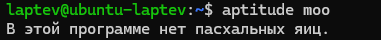 laptev@ubuntu-laptev:~$ aptitude moo
В этой программе нет пасхальных яиц.